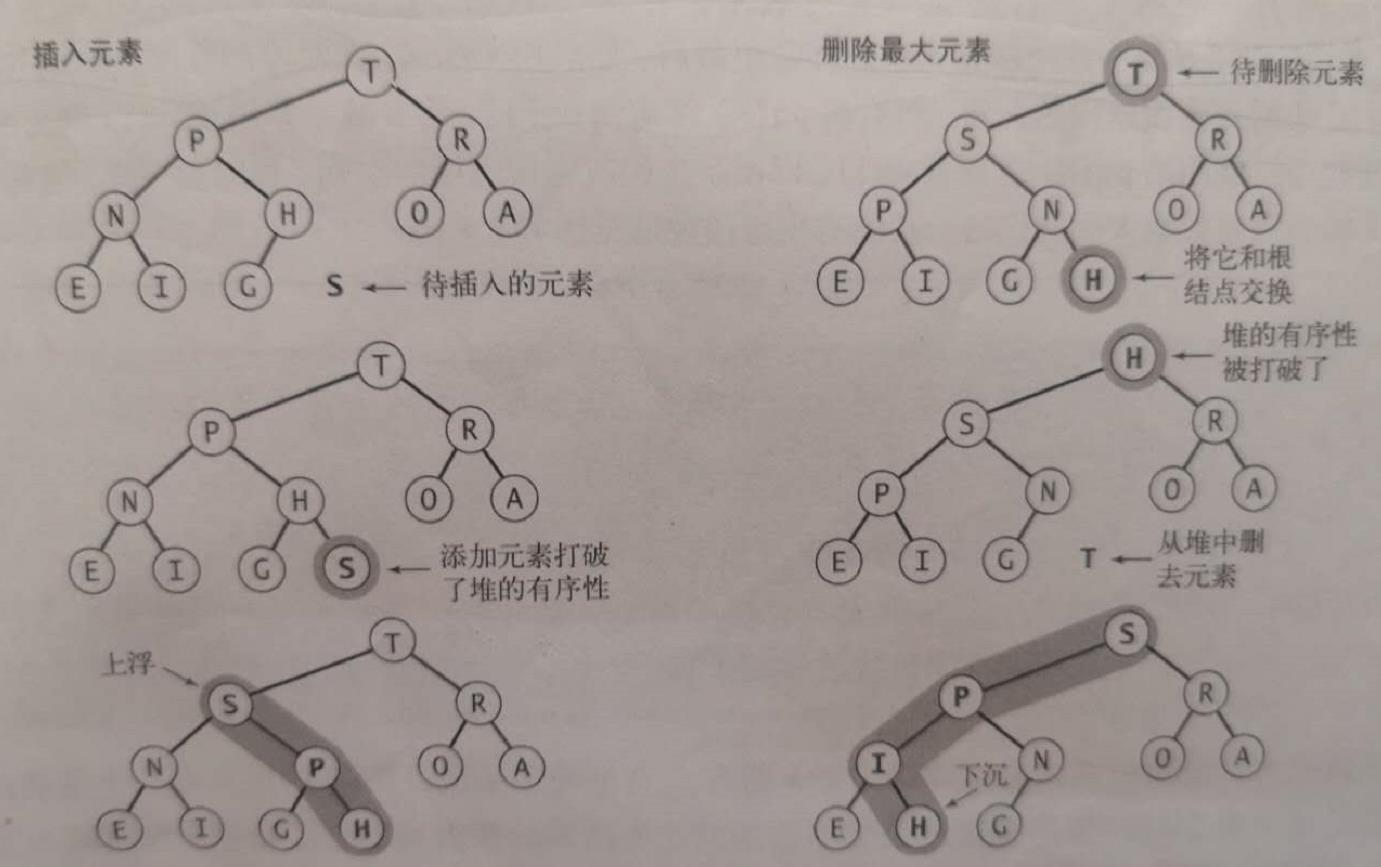 插入元素
T
P R
N H O A
E I G S 待插入的元素
T
P R
N H O A
E I G S 添加元素打破
了堆的有序性
T
上浮
S R
N P O A
E I G H
删除最大元素
T 待删除元素
S R
P N O A
E I G H 将它和根
结点交换
H 堆的有序性
被打破了
S R
P N O A
E I G T 从堆中删
去元素
S
P R
I N O A
下沉
E H G